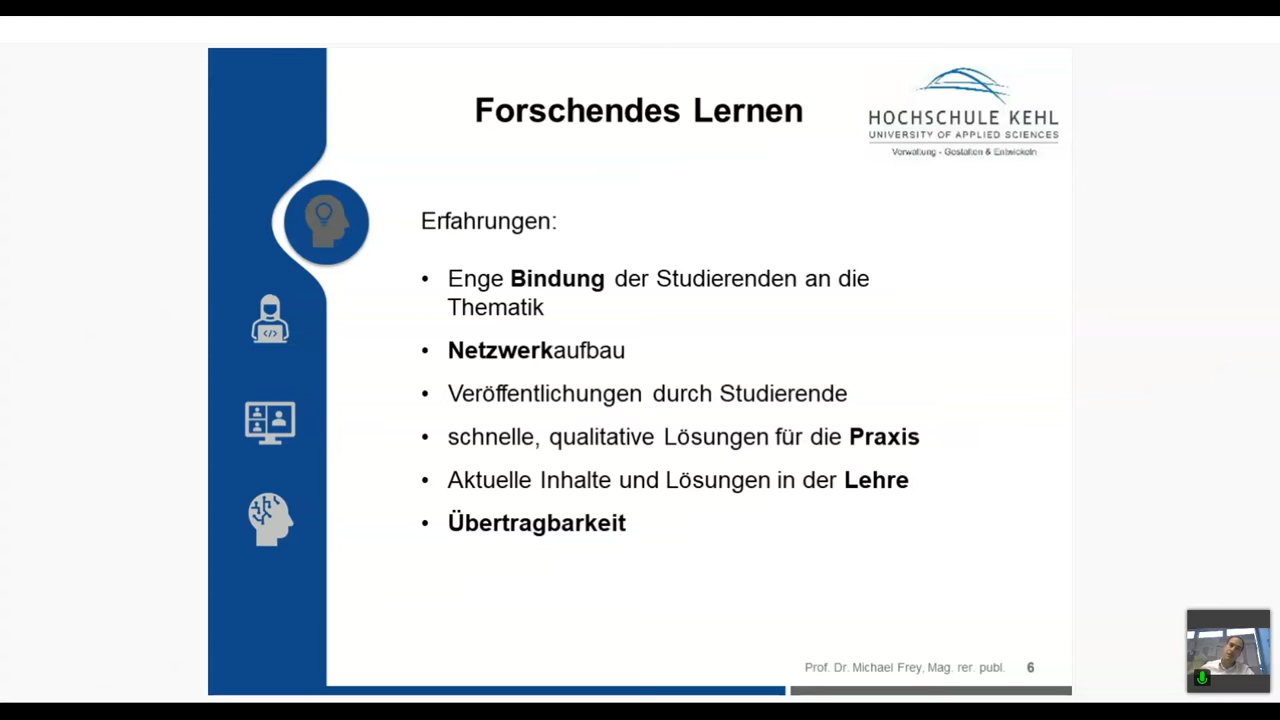 Forschendes Lernen
HOCHSCHULE KEHL
UNIVERSITY OF APPLIED SCIENCES
Verwaltung - Gestalten & Entwickeln
Erfahrungen:
• Enge Bindung der Studierenden an die
Thematik
• Netzwerkaufbau
• Veröffentlichungen durch Studierende
• schnelle, qualitative Lösungen für die Praxis
• Aktuelle Inhalte und Lösungen in der Lehre
• Übertragbarkeit
Prof. Dr. Michael Frey, Mag. rer. publ. 6